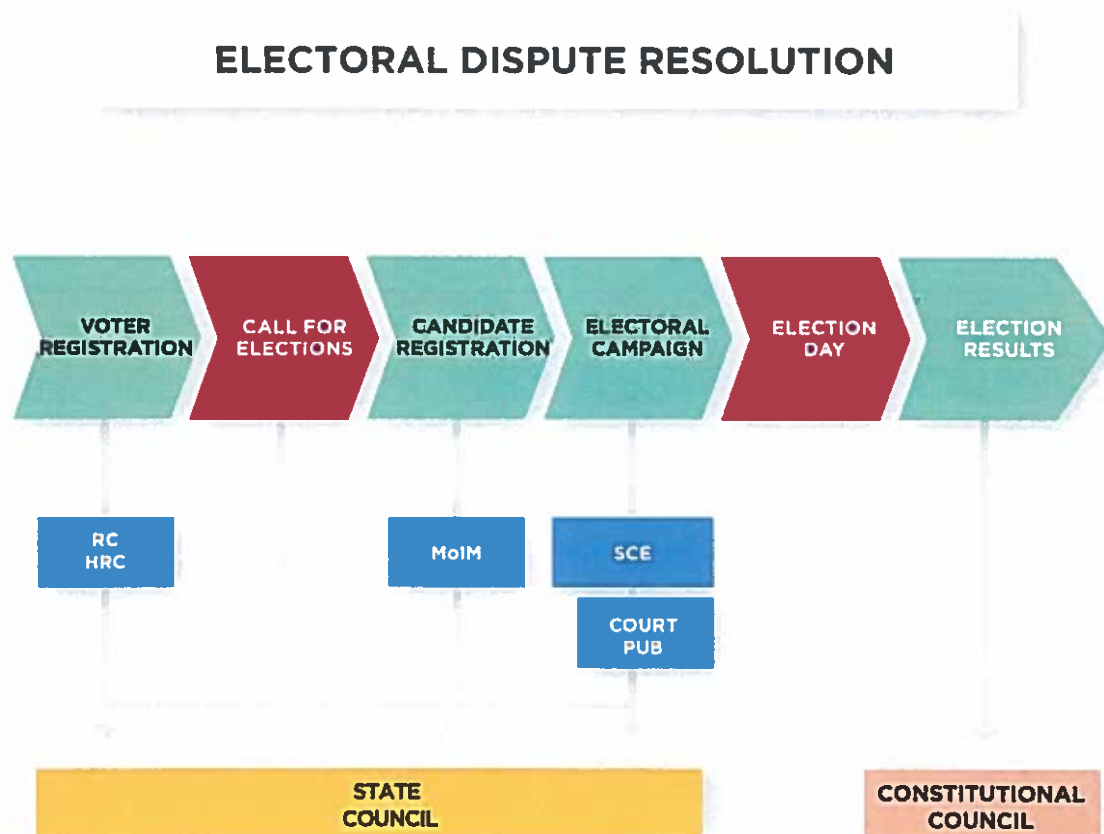 ELECTORAL DISPUTE RESOLUTION
VOTER
REGISTRATION
CALL FOR
ELECTIONS
CANDIDATE
REGISTRATION
ELECTORAL
CAMPAIGN
ELECTION
DAY
ELECTION
RESULTS
RC
HRC
MoIM
SCE
COURT
PUB
STATE
COUNCIL
CONSTITUTIONAL
COUNCIL